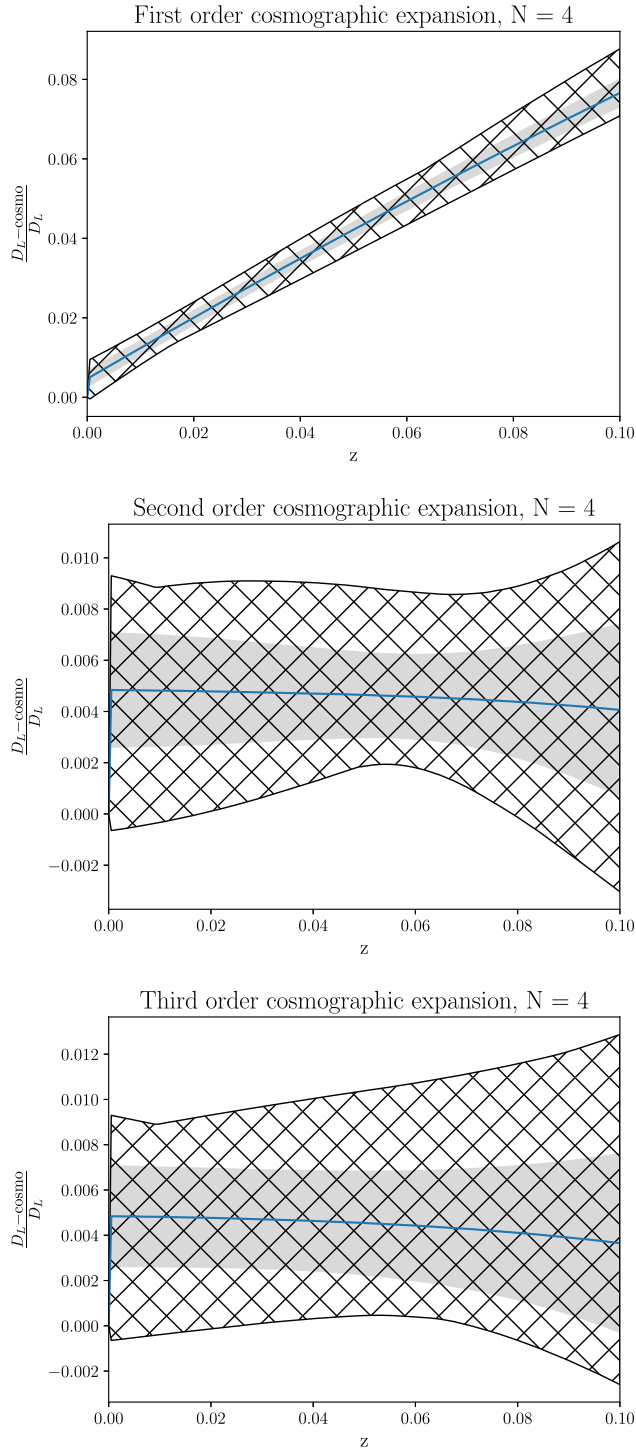 First order cosmographic expansion, N = 4
0.08
0.06
0.04
0.02
0.00
D_L−cosmo
D_L
0.00 0.02 0.04 0.06 0.08 0.10
z
Second order cosmographic expansion, N = 4
0.010
0.008
0.006
0.004
0.002
0.000
−0.002
D_L−cosmo
D_L
0.00 0.02 0.04 0.06 0.08 0.10
z
Third order cosmographic expansion, N = 4
0.012
0.010
0.008
0.006
0.004
0.002
0.000
−0.002
D_L−cosmo
D_L
0.00 0.02 0.04 0.06 0.08 0.10
z